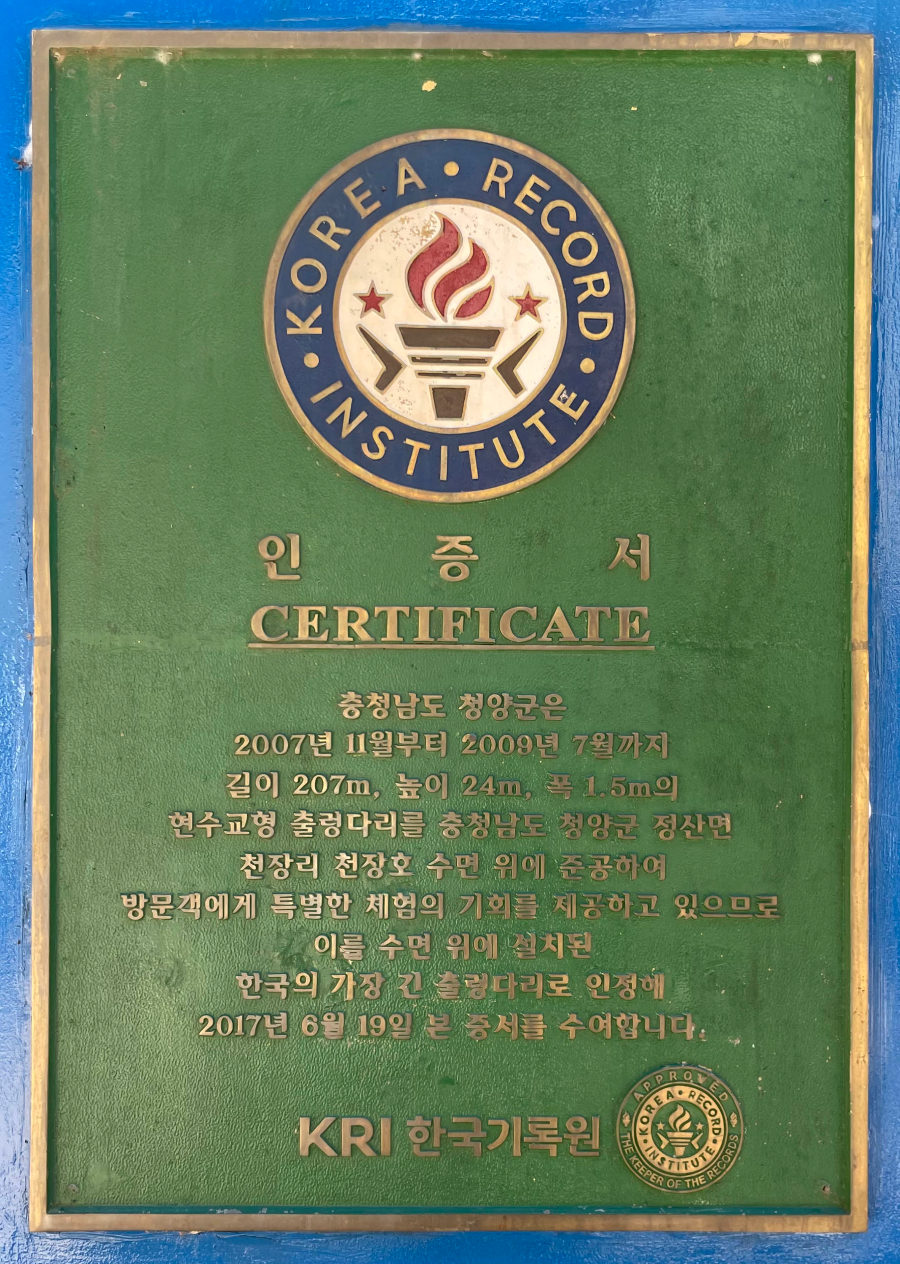 KOREA • RECORD • INSTITUTE •
인 증 서
CERTIFICATE
충청남도 청양군은
2007년 11월부터 2009년 7월까지
길이 207m, 높이 24m, 폭 1.5m의
현수교형 출렁다리를 충청남도 청양군 정산면
천장리 천장호 수면 위에 준공하여
방문객에게 특별한 체험의 기회를 제공하고 있으므로
이를 수면 위에 설치된
한국의 가장 긴 출렁다리로 인정해
2017년 6월 19일 본 증서를 수여합니다.
KRI 한국기록원
APPROVED
KOREA • RECORD • INSTITUTE •
THE KEEPER OF THE RECORDS